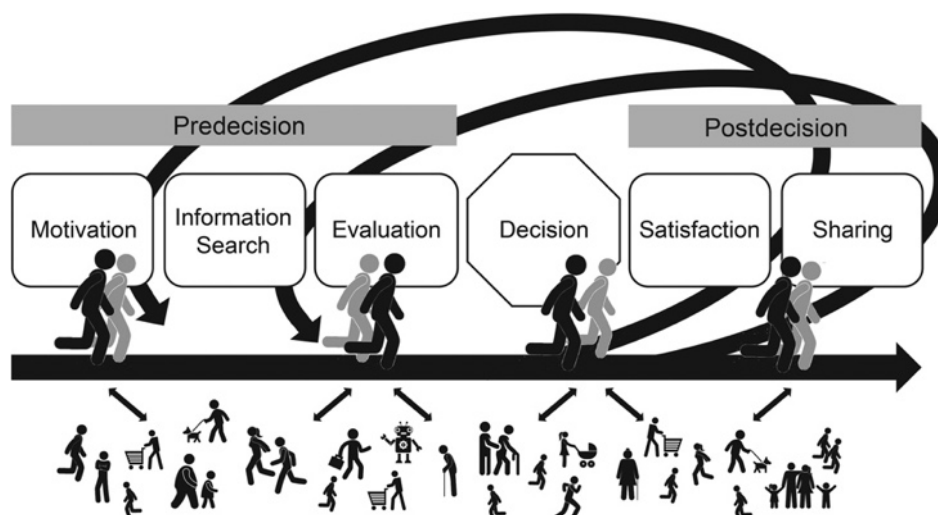 Predecision
Postdecision
Motivation
Information
Search
Evaluation
Decision
Satisfaction
Sharing